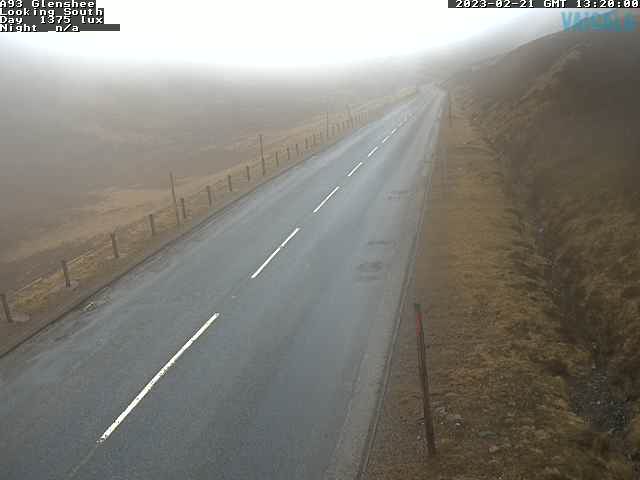 A93 Glenshee
Looking South
Day 1375 lux
Night n/a
2023-02-21 GMT 13:20:00
VAISALA